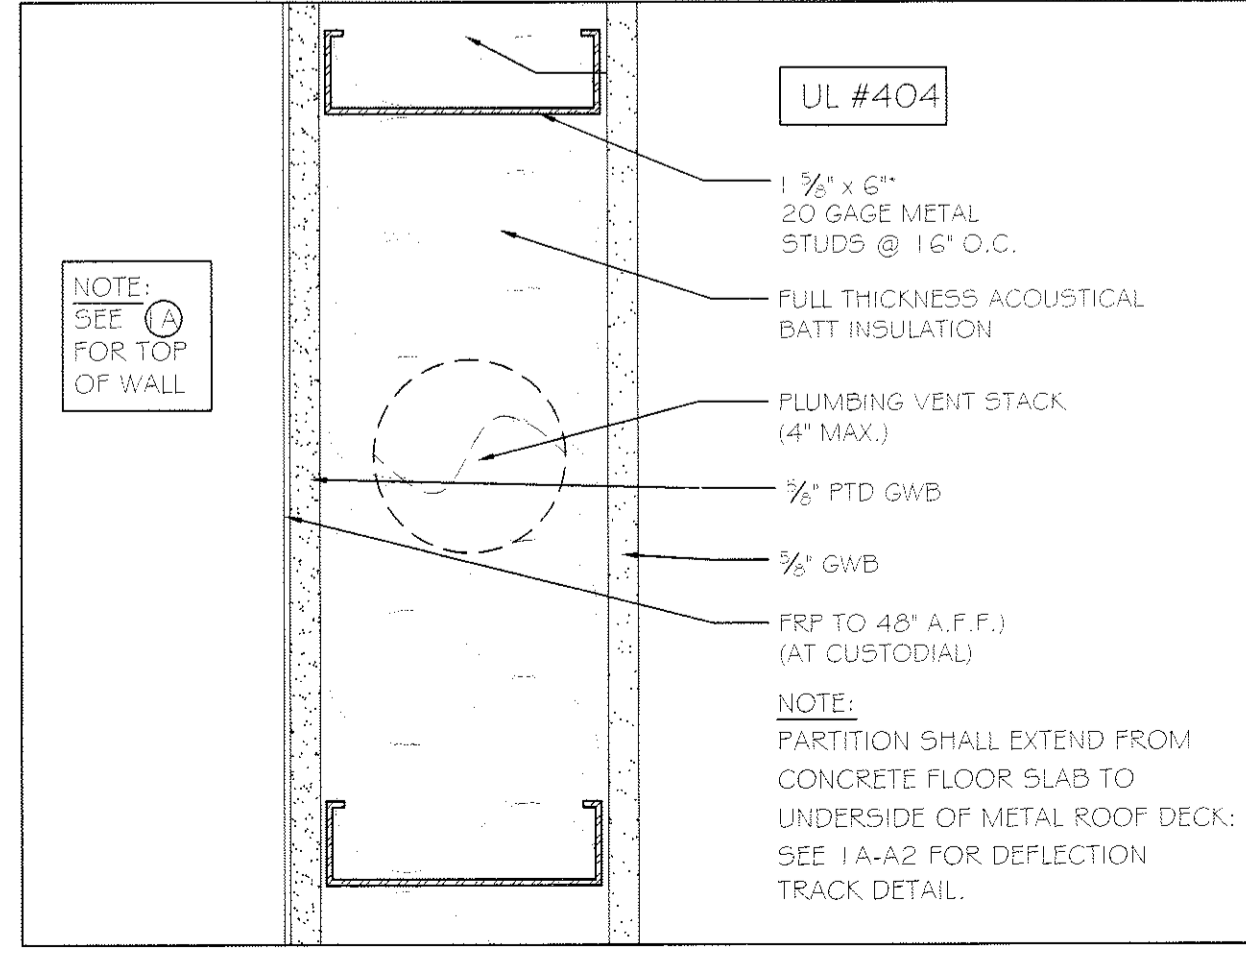 UL #404
1 5/8" x 6"*
20 GAGE METAL
STUDS @ 16" O.C.
NOTE:
SEE 1A
FOR TOP
OF WALL
FULL THICKNESS ACOUSTICAL
BATT INSULATION
PLUMBING VENT STACK
(4" MAX.)
5/8" PTD GWB
5/8" GWB
FRP TO 48" A.F.F.)
(AT CUSTODIAL)
NOTE:
PARTITION SHALL EXTEND FROM
CONCRETE FLOOR SLAB TO
UNDERSIDE OF METAL ROOF DECK:
SEE 1A-A2 FOR DEFLECTION
TRACK DETAIL.